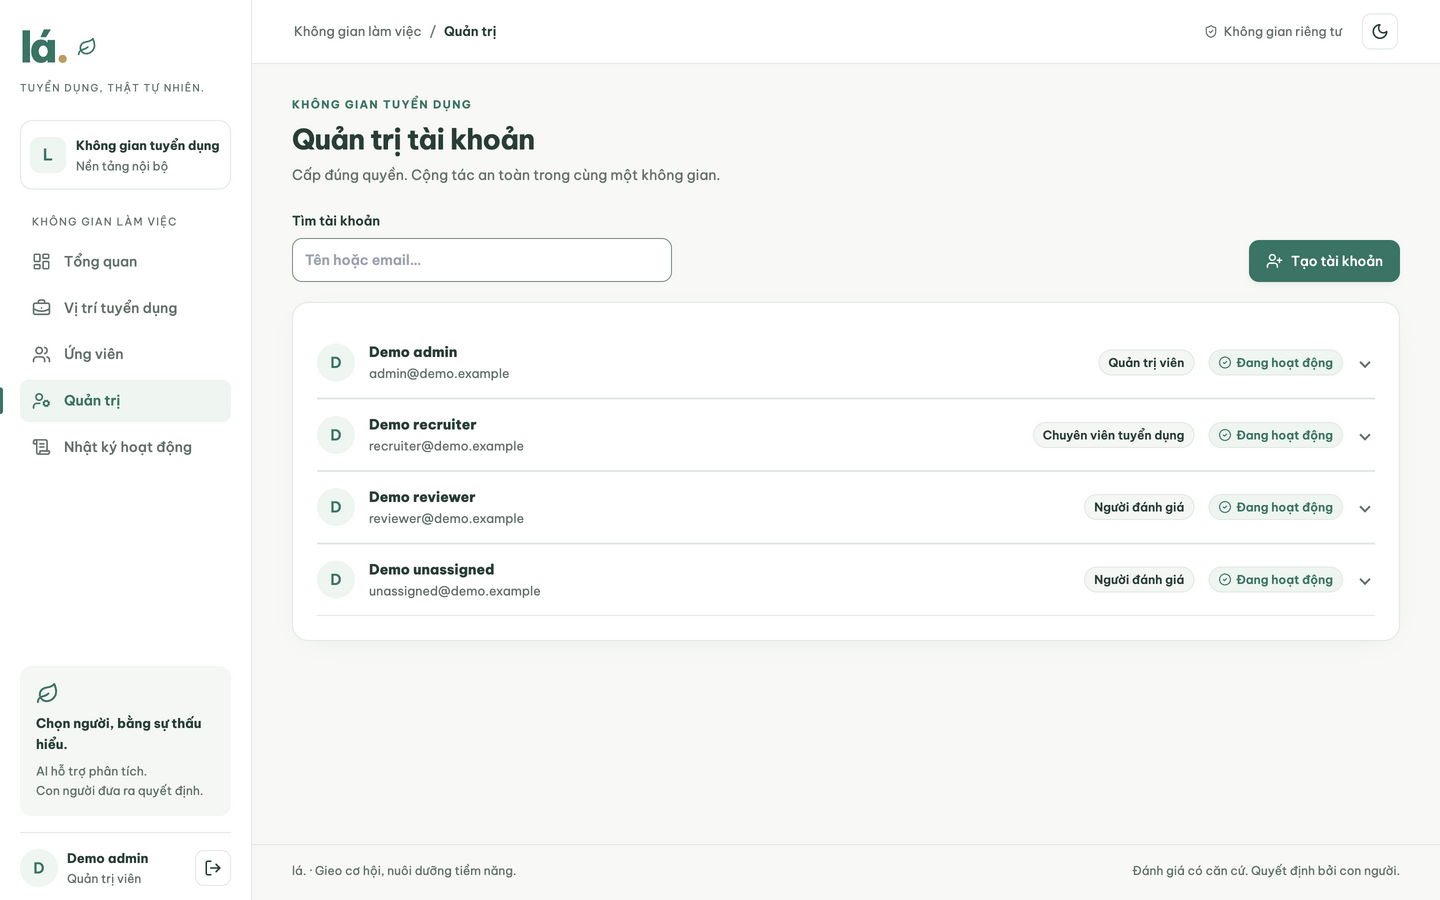 lá.
TUYỂN DỤNG, THẬT TỰ NHIÊN.
L
Không gian tuyển dụng
Nền tảng nội bộ
KHÔNG GIAN LÀM VIỆC
Tổng quan
Vị trí tuyển dụng
Ứng viên
Quản trị
Nhật ký hoạt động
Chọn người, bằng sự thấu
hiểu.
AI hỗ trợ phân tích.
Con người đưa ra quyết định.
D
Demo admin
Quản trị viên
Không gian làm việc / Quản trị
Không gian riêng tư
KHÔNG GIAN TUYỂN DỤNG
Quản trị tài khoản
Cấp đúng quyền. Cộng tác an toàn trong cùng một không gian.
Tìm tài khoản
Tên hoặc email...
Tạo tài khoản
D
Demo admin
admin@demo.example
Quản trị viên
Đang hoạt động
D
Demo recruiter
recruiter@demo.example
Chuyên viên tuyển dụng
Đang hoạt động
D
Demo reviewer
reviewer@demo.example
Người đánh giá
Đang hoạt động
D
Demo unassigned
unassigned@demo.example
Người đánh giá
Đang hoạt động
lá. · Gieo cơ hội, nuôi dưỡng tiềm năng.
Đánh giá có căn cứ. Quyết định bởi con người.